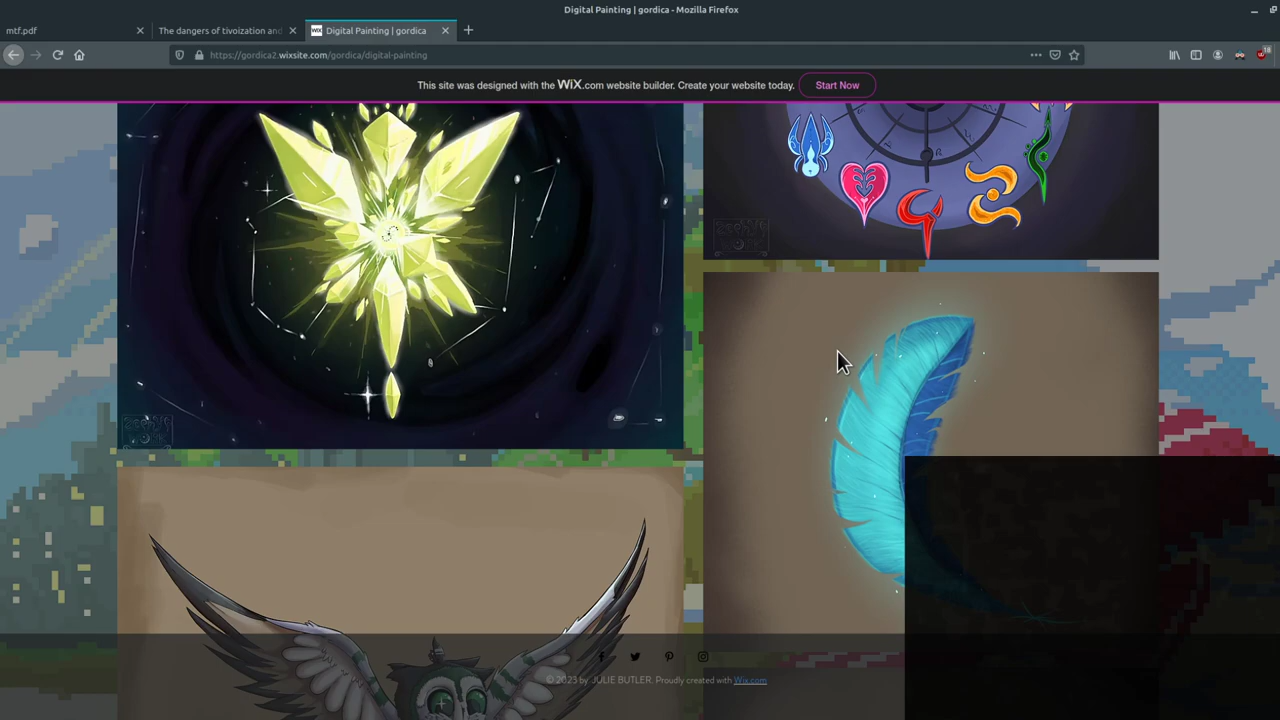 Digital Painting | gordica - Mozilla Firefox
mtf.pdf
The dangers of tivoization and
WiX Digital Painting | gordica
https://gordica2.wixsite.com/gordica/digital-painting
18
This site was designed with the WiX.com website builder. Create your website today.
Start Now
© 2023 by JULIE BUTLER. Proudly created with Wix.com